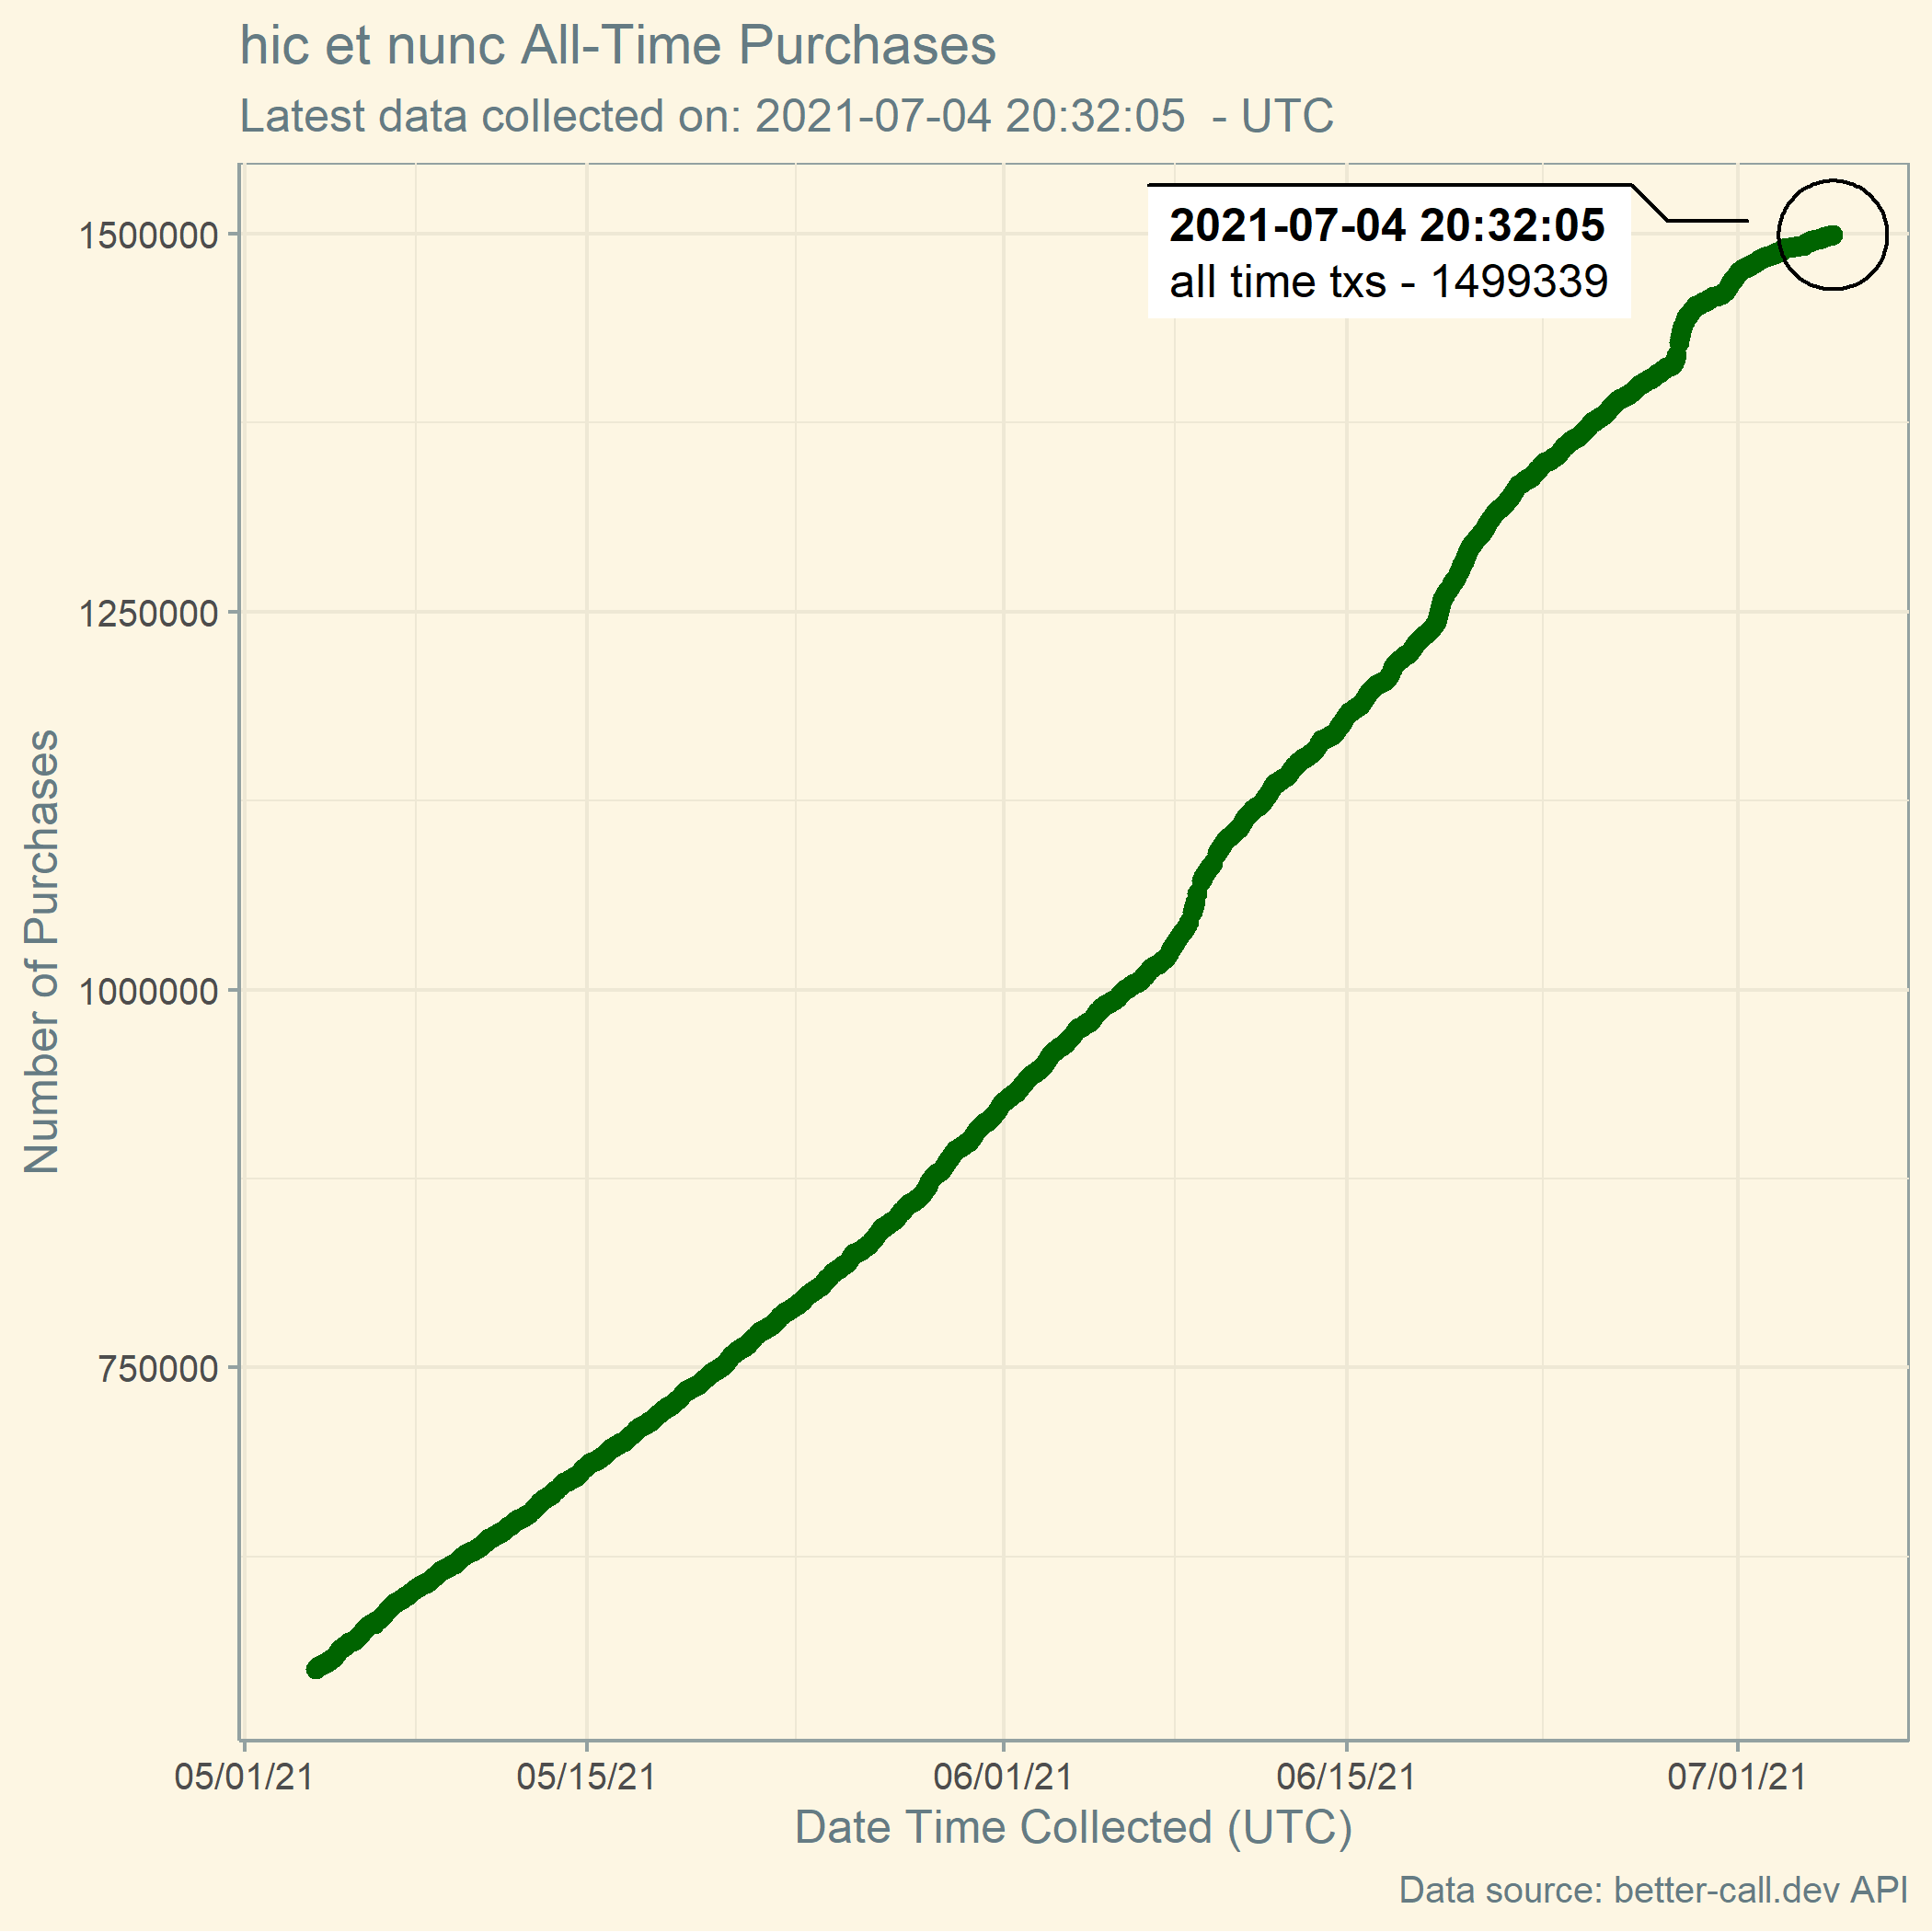 hic et nunc All-Time Purchases
Latest data collected on: 2021-07-04 20:32:05  - UTC
2021-07-04 20:32:05
all time txs - 1499339
Number of Purchases
1500000
1250000
1000000
750000
05/01/21
05/15/21
06/01/21
06/15/21
07/01/21
Date Time Collected (UTC)
Data source: better-call.dev API